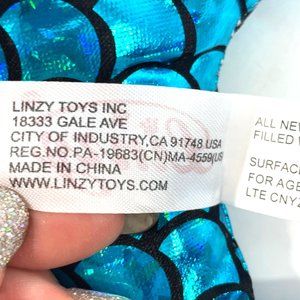 LINZY TOYS INC
18333 GALE AVE
CITY OF INDUSTRY,CA 91748 USA
REG.NO.PA-19683(CN)MA-4559(US
MADE IN CHINA
WWW.LINZYTOYS.COM
ALL NEW
FILLED
SURFAC
FOR AGE
LTE CNY2